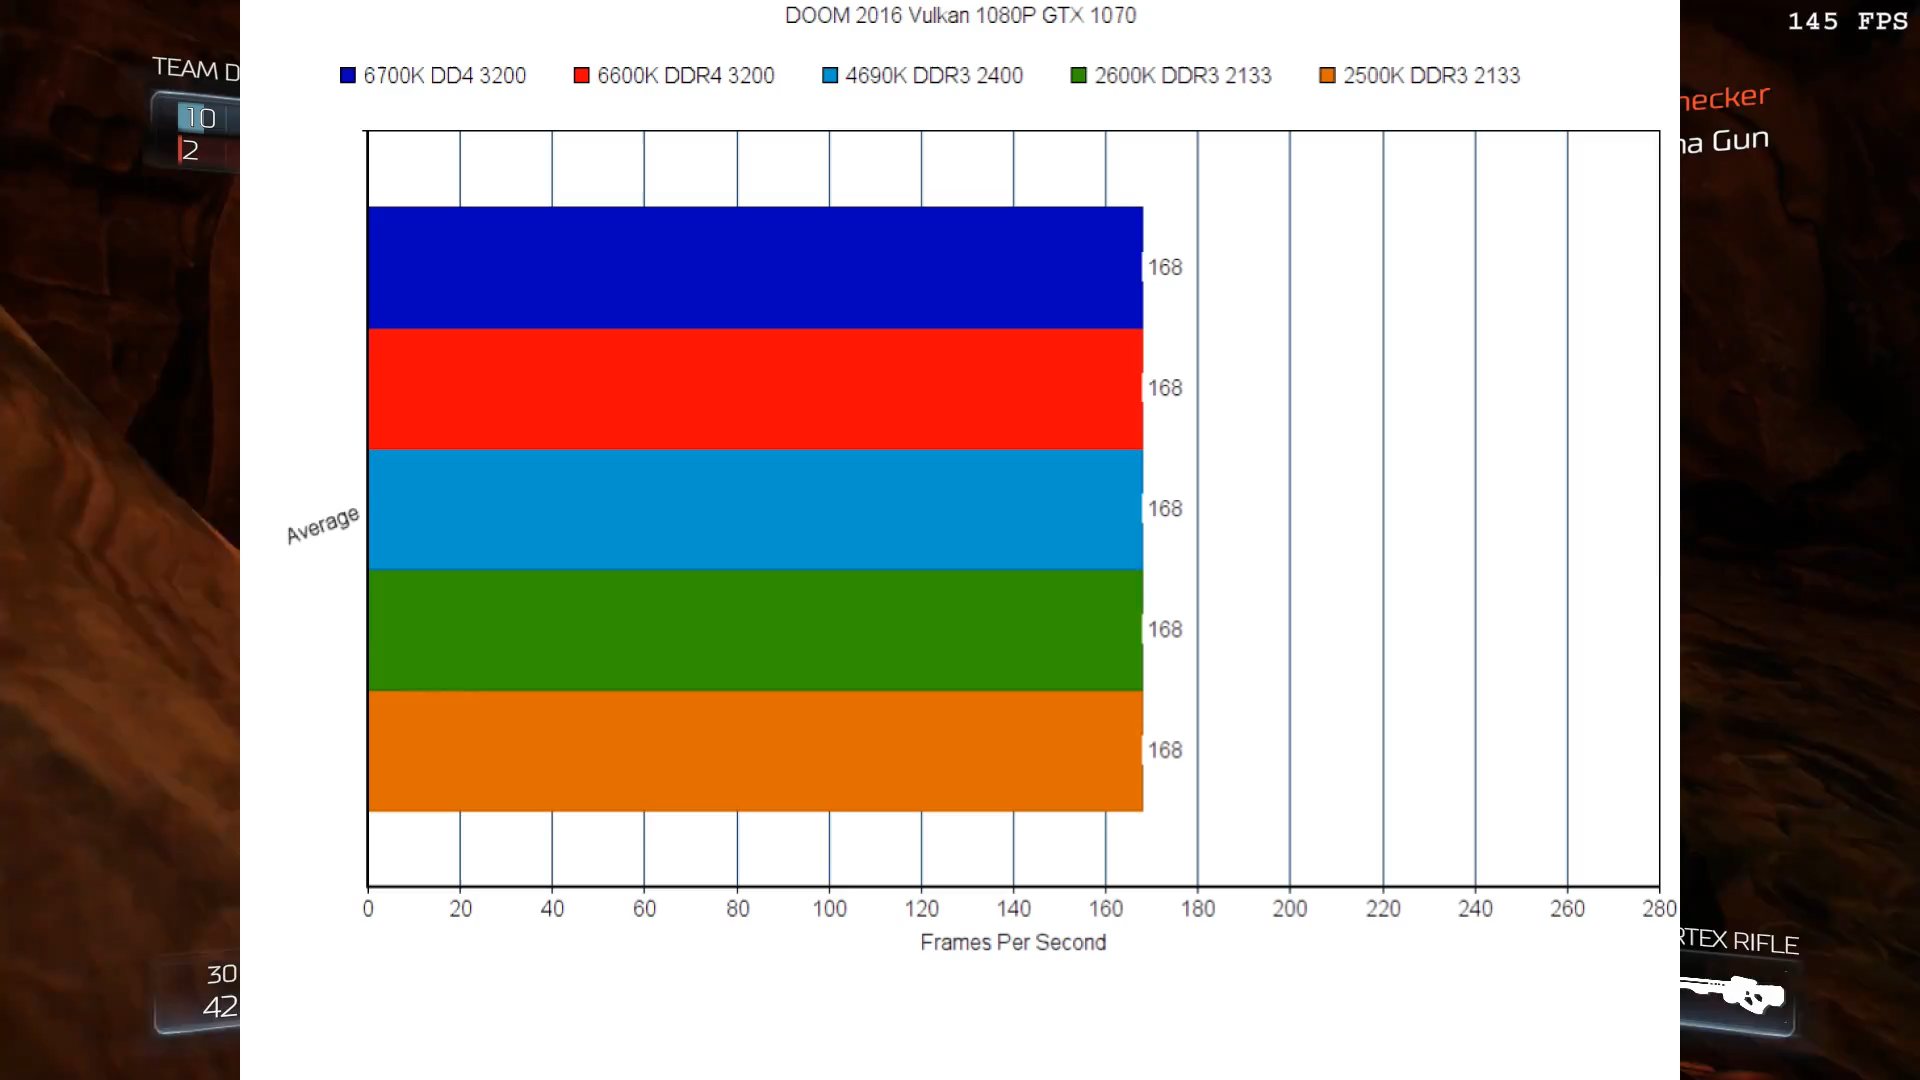 DOOM 2016 Vulkan 1080P GTX 1070
145 FPS
TEAM D
6700K DD4 3200
6600K DDR4 3200
4690K DDR3 2400
2600K DDR3 2133
2500K DDR3 2133
10
2
necker
na Gun
168
168
168
168
168
Average
0 20 40 60 80 100 120 140 160 180 200 220 240 260 280
Frames Per Second
30
42
RTEX RIFLE